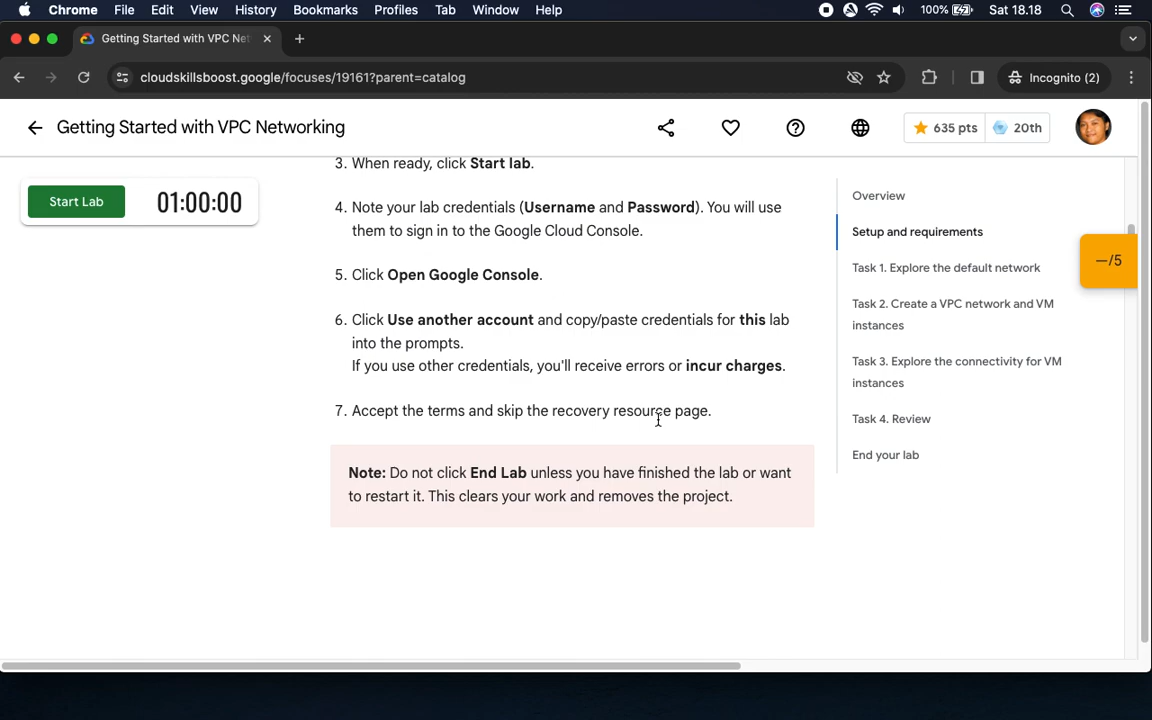 Chrome File Edit View History Bookmarks Profiles Tab Window Help 100% Sat 18.18
Getting Started with VPC Net
cloudskillsboost.google/focuses/19161?parent=catalog Incognito (2)
Getting Started with VPC Networking 635 pts 20th
Start Lab 01:00:00
3. When ready, click Start lab.
4. Note your lab credentials (Username and Password). You will use
them to sign in to the Google Cloud Console.
5. Click Open Google Console.
6. Click Use another account and copy/paste credentials for this lab
into the prompts.
If you use other credentials, you'll receive errors or incur charges.
7. Accept the terms and skip the recovery resource page.
Note: Do not click End Lab unless you have finished the lab or want
to restart it. This clears your work and removes the project.
Overview
Setup and requirements
Task 1. Explore the default network
Task 2. Create a VPC network and VM
instances
Task 3. Explore the connectivity for VM
instances
Task 4. Review
End your lab
—/5